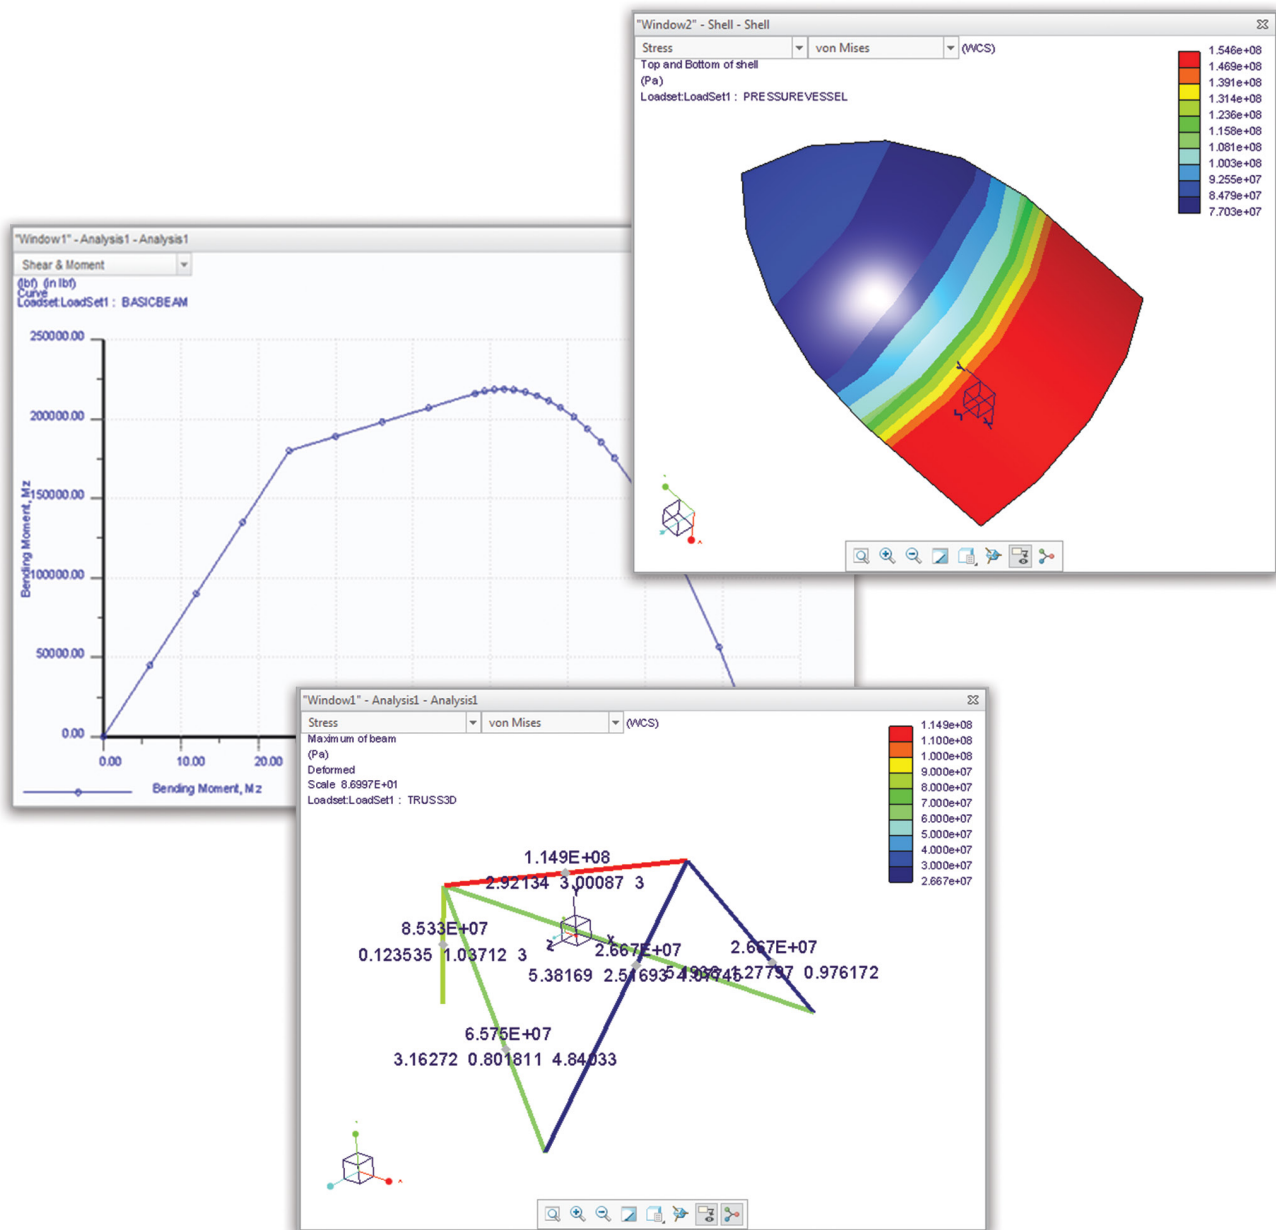 "Window2" - Shell - Shell
Stress von Mises (WCS)
Top and Bottom of shell
(Pa)
Loadset:LoadSet1 : PRESSUREVESSEL
1.546e+08
1.469e+08
1.391e+08
1.314e+08
1.236e+08
1.158e+08
1.081e+08
1.003e+08
9.255e+07
8.479e+07
7.703e+07
"Window1" - Analysis1 - Analysis1
Shear & Moment
(lbf) (in lbf)
Curve
Loadset:LoadSet1 : BASICBEAM
250000.00
200000.00
150000.00
100000.00
50000.00
0.00
Bending Moment, Mz
0.00 10.00 20.00
Bending Moment, Mz
"Window1" - Analysis1 - Analysis1
Stress von Mises (WCS)
Maximum of beam
(Pa)
Deformed
Scale 8.6997E+01
Loadset:LoadSet1 : TRUSS3D
1.149e+08
1.100e+08
1.000e+08
9.000e+07
8.000e+07
7.000e+07
6.000e+07
5.000e+07
4.000e+07
3.000e+07
2.667e+07
1.149E+08
2.92134 3.00087 3
Y
X
Z
8.533E+07
0.123535 1.03712 3
2.667E+07
5.38169 2.51693
2.667E+07
1.27797 0.976172
6.575E+07
3.16272 0.801811 4.84033